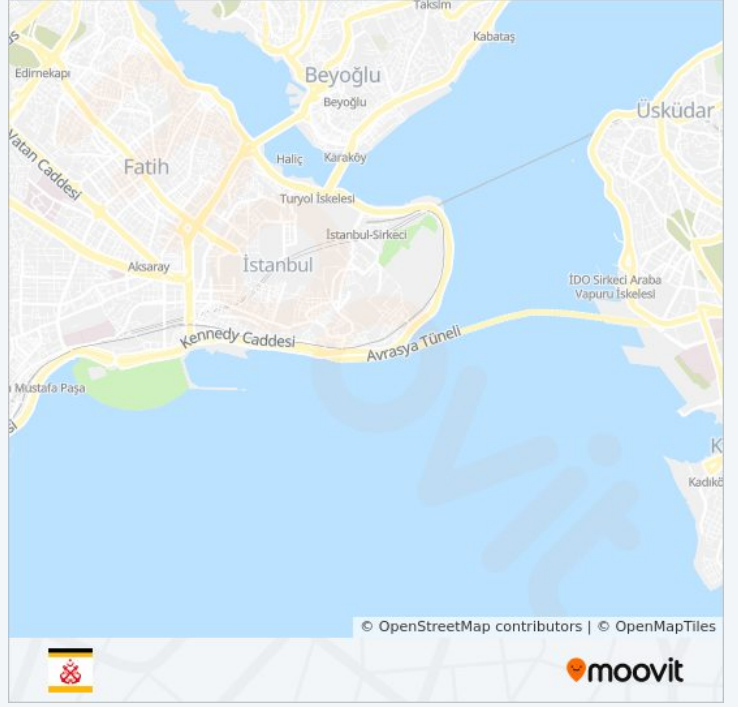 Taksim
Kabataş
Edirnekapı
Beyoğlu
Beyoğlu
Üsküdar
Vatan Caddesi
Fatih
Haliç
Karaköy
Turyol İskelesi
İstanbul-Sirkeci
Aksaray
İstanbul
İDO Sirkeci Araba
Vapuru İskelesi
Kennedy Caddesi
Avrasya Tüneli
Mustafa Paşa
K
Kadıkö
ovit
© OpenStreetMap contributors | © OpenMapTiles
moovit